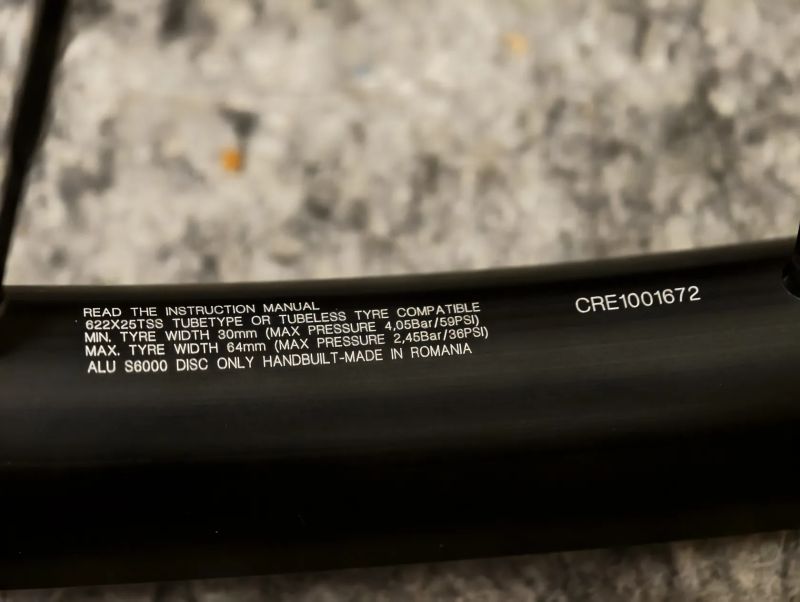 READ THE INSTRUCTION MANUAL
622X25TSS TUBETYPE OR TUBELESS TYRE COMPATIBLE
MIN. TYRE WIDTH 30mm (MAX PRESSURE 4,05Bar/59PSI)
MAX. TYRE WIDTH 64mm (MAX PRESSURE 2,45Bar/36PSI)
ALU S6000 DISC ONLY HANDBUILT-MADE IN ROMANIA
CRE1001672